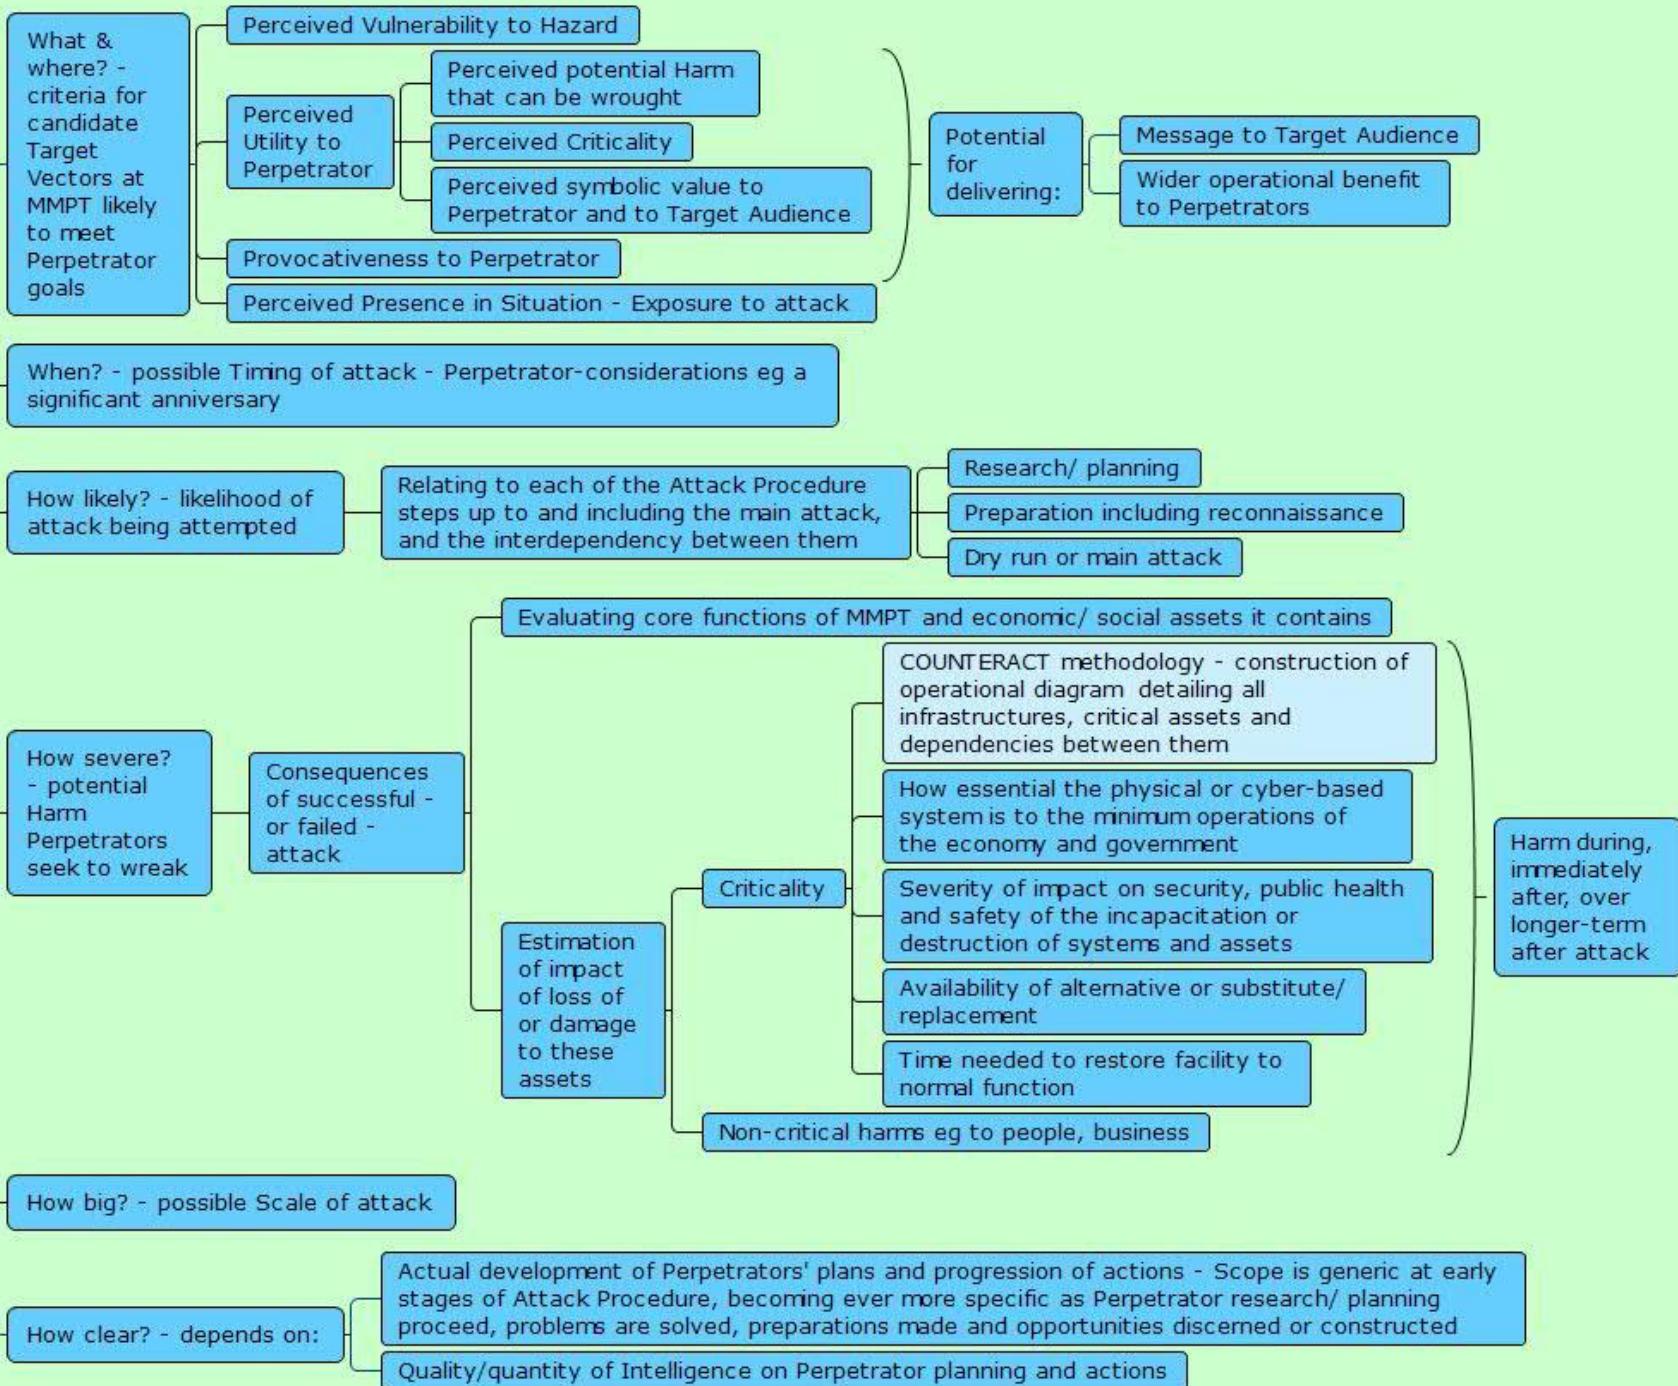 What &
where? -
criteria for
candidate
Target
Vectors at
MMPT likely
to meet
Perpetrator
goals
Perceived Vulnerability to Hazard
Perceived
Utility to
Perpetrator
Perceived potential Harm
that can be wrought
Perceived Criticality
Perceived symbolic value to
Perpetrator and to Target Audience
Provocativeness to Perpetrator
Perceived Presence in Situation - Exposure to attack
Potential
for
delivering:
Message to Target Audience
Wider operational benefit
to Perpetrators
When? - possible Timing of attack - Perpetrator-considerations eg a
significant anniversary
How likely? - likelihood of
attack being attempted
Relating to each of the Attack Procedure
steps up to and including the main attack,
and the interdependency between them
Research/ planning
Preparation including reconnaissance
Dry run or main attack
How severe?
- potential
Harm
Perpetrators
seek to wreak
Consequences
of successful -
or failed -
attack
Evaluating core functions of MMPT and economic/ social assets it contains
Estimation
of impact
of loss of
or damage
to these
assets
Criticality
COUNTERACT methodology - construction of
operational diagram detailing all
infrastructures, critical assets and
dependencies between them
How essential the physical or cyber-based
system is to the minimum operations of
the economy and government
Severity of impact on security, public health
and safety of the incapacitation or
destruction of systems and assets
Availability of alternative or substitute/
replacement
Time needed to restore facility to
normal function
Non-critical harms eg to people, business
Harm during,
immediately
after, over
longer-term
after attack
How big? - possible Scale of attack
How clear? - depends on:
Actual development of Perpetrators' plans and progression of actions - Scope is generic at early
stages of Attack Procedure, becoming ever more specific as Perpetrator research/ planning
proceed, problems are solved, preparations made and opportunities discerned or constructed
Quality/quantity of Intelligence on Perpetrator planning and actions